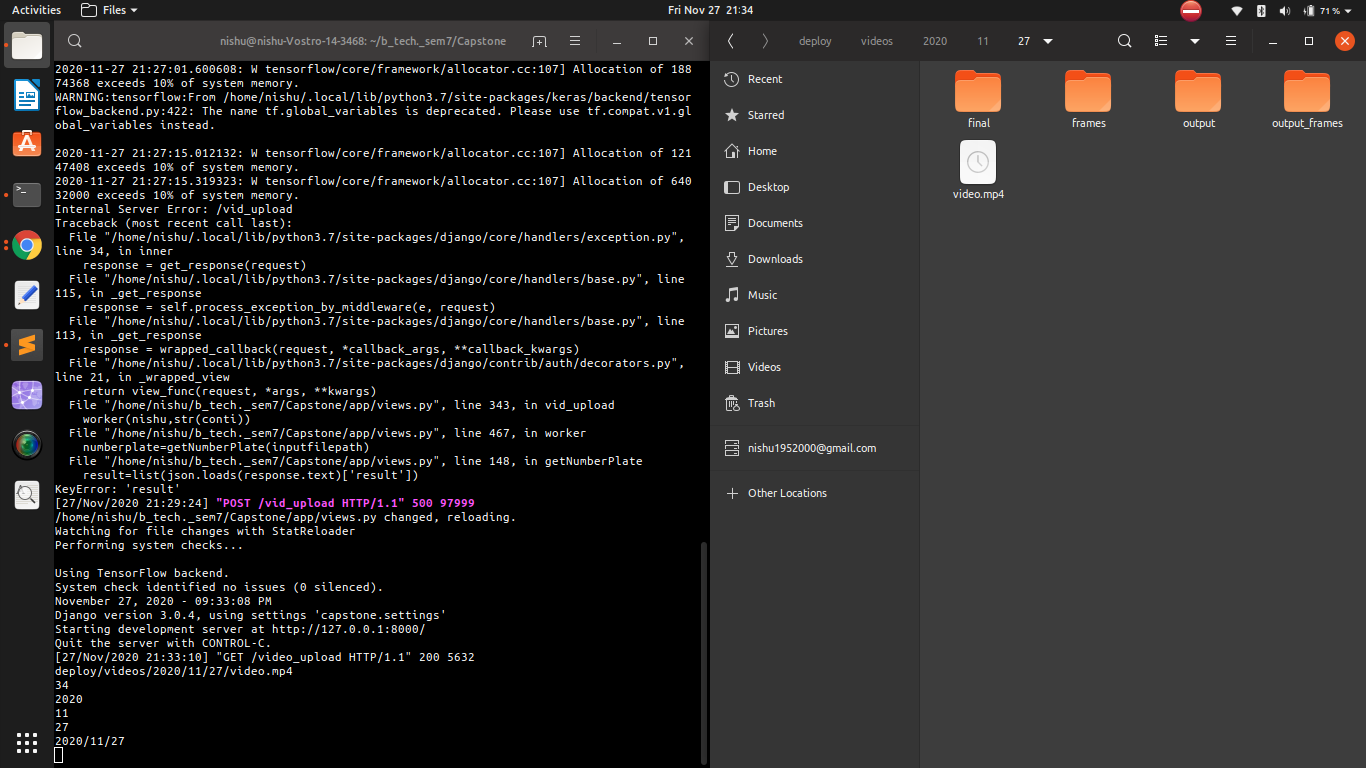 Activities Files Fri Nov 27 21:34 71 %
nishu@nishu-Vostro-14-3468: ~/b_tech._sem7/Capstone
2020-11-27 21:27:01.600608: W tensorflow/core/framework/allocator.cc:107] Allocation of 188
74368 exceeds 10% of system memory.
WARNING:tensorflow:From /home/nishu/.local/lib/python3.7/site-packages/keras/backend/tensor
flow_backend.py:422: The name tf.global_variables is deprecated. Please use tf.compat.v1.gl
obal_variables instead.
2020-11-27 21:27:15.012132: W tensorflow/core/framework/allocator.cc:107] Allocation of 121
47408 exceeds 10% of system memory.
2020-11-27 21:27:15.319323: W tensorflow/core/framework/allocator.cc:107] Allocation of 640
32000 exceeds 10% of system memory.
Internal Server Error: /vid_upload
Traceback (most recent call last):
File "/home/nishu/.local/lib/python3.7/site-packages/django/core/handlers/exception.py",
line 34, in inner
response = get_response(request)
File "/home/nishu/.local/lib/python3.7/site-packages/django/core/handlers/base.py", line
115, in _get_response
response = self.process_exception_by_middleware(e, request)
File "/home/nishu/.local/lib/python3.7/site-packages/django/core/handlers/base.py", line
113, in _get_response
response = wrapped_callback(request, *callback_args, **callback_kwargs)
File "/home/nishu/.local/lib/python3.7/site-packages/django/contrib/auth/decorators.py",
line 21, in _wrapped_view
return view_func(request, *args, **kwargs)
File "/home/nishu/b_tech._sem7/Capstone/app/views.py", line 343, in vid_upload
worker(nishu,str(conti))
File "/home/nishu/b_tech._sem7/Capstone/app/views.py", line 467, in worker
numberplate=getNumberPlate(inputfilepath)
File "/home/nishu/b_tech._sem7/Capstone/app/views.py", line 148, in getNumberPlate
result=list(json.loads(response.text)['result'])
KeyError: 'result'
[27/Nov/2020 21:29:24] "POST /vid_upload HTTP/1.1" 500 97999
/home/nishu/b_tech._sem7/Capstone/app/views.py changed, reloading.
Watching for file changes with StatReloader
Performing system checks...
Using TensorFlow backend.
System check identified no issues (0 silenced).
November 27, 2020 - 09:33:08 PM
Django version 3.0.4, using settings 'capstone.settings'
Starting development server at http://127.0.0.1:8000/
Quit the server with CONTROL-C.
[27/Nov/2020 21:33:10] "GET /video_upload HTTP/1.1" 200 5632
deploy/videos/2020/11/27/video.mp4
34
2020
11
27
2020/11/27
deploy videos 2020 11 27
Recent
Starred
Home
Desktop
Documents
Downloads
Music
Pictures
Videos
Trash
nishu1952000@gmail.com
Other Locations
final frames output output_frames
video.mp4